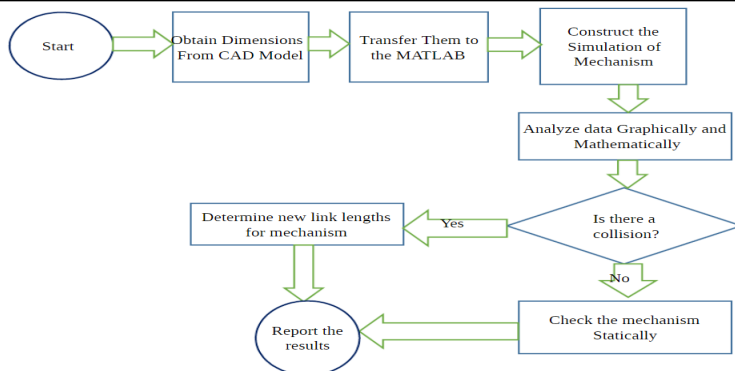 Start
Obtain Dimensions
From CAD Model
Transfer Them to
the MATLAB
Construct the
Simulation of
Mechanism
Analyze data Graphically and
Mathematically
Is there a
collision?
Yes
Determine new link lengths
for mechanism
No
Check the mechanism
Statically
Report the
results